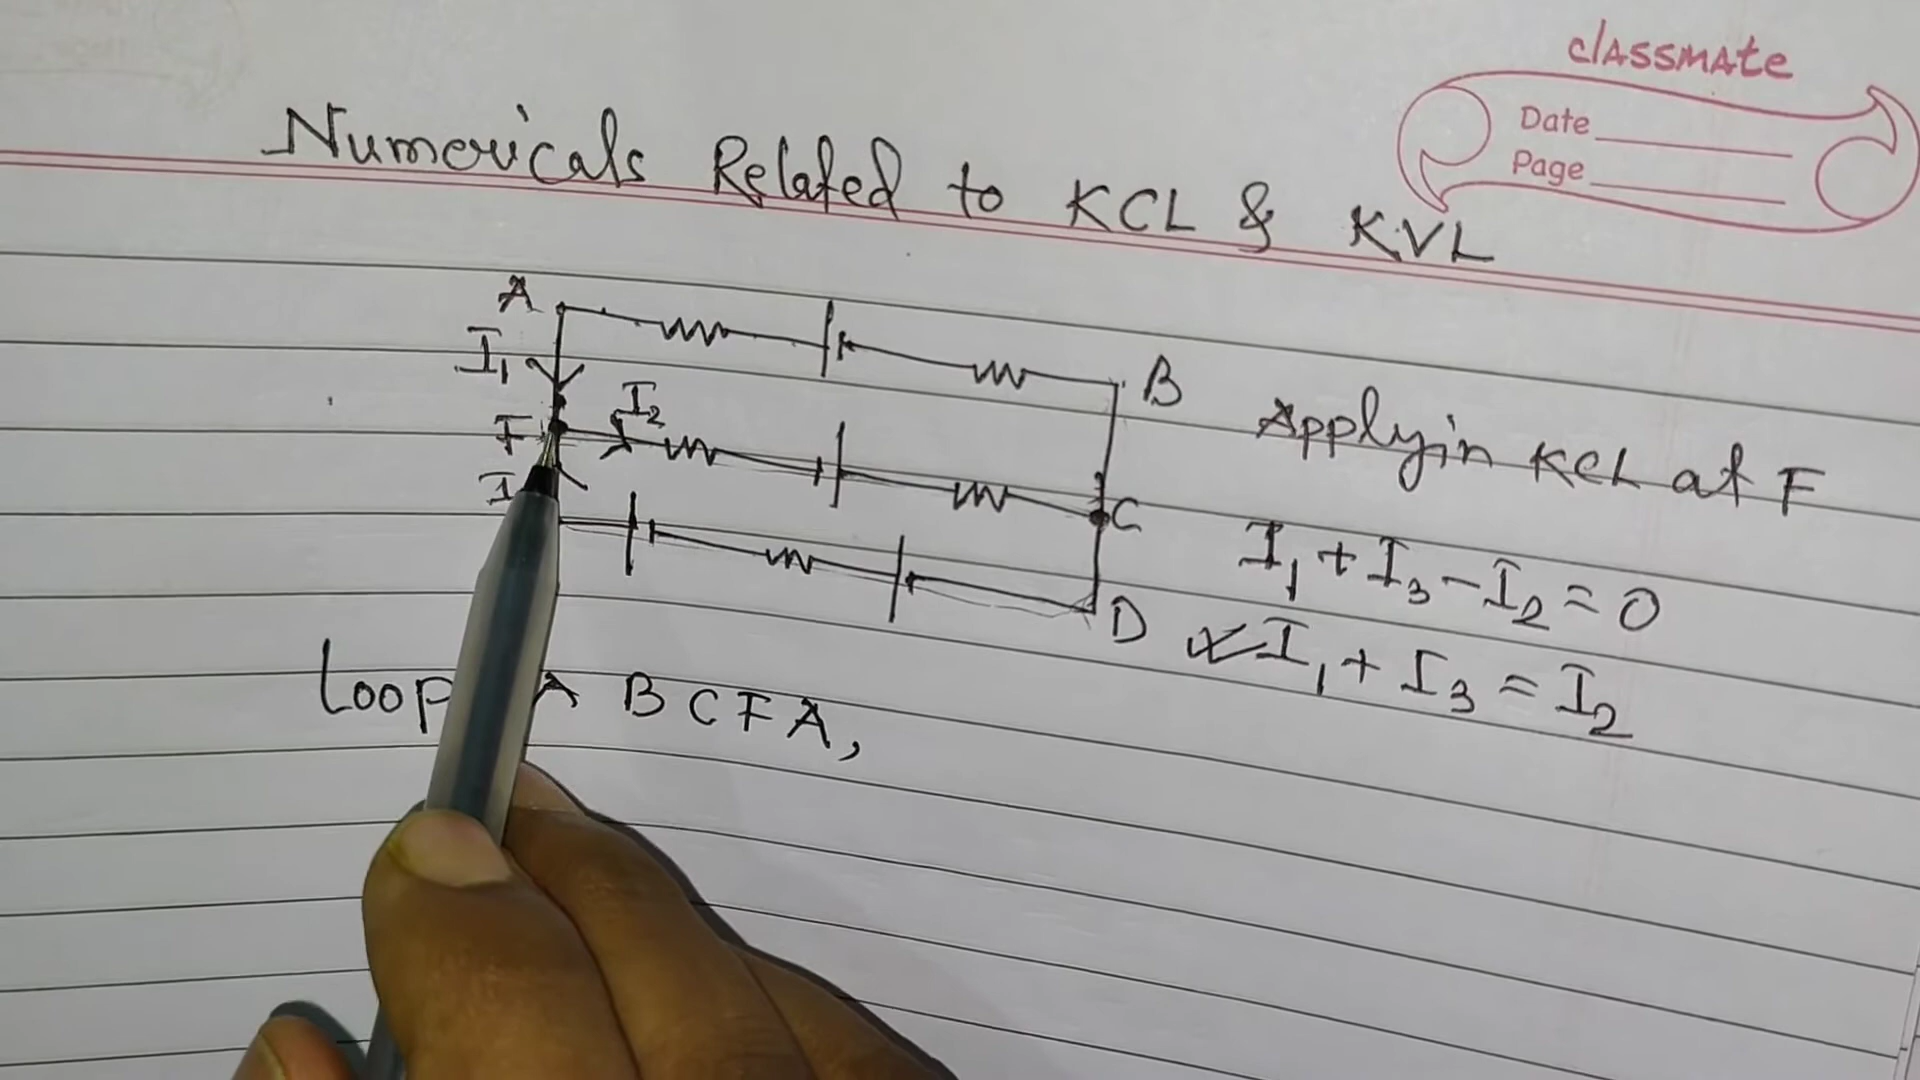 classmate
Date
Page
Numericals Related to KCL & KVL
A
I1
B
I2
F
Applyin KCL at F
I
C
I1 + I3 - I2 = 0
D
I1 + I3 = I2
Loop A B C F A,